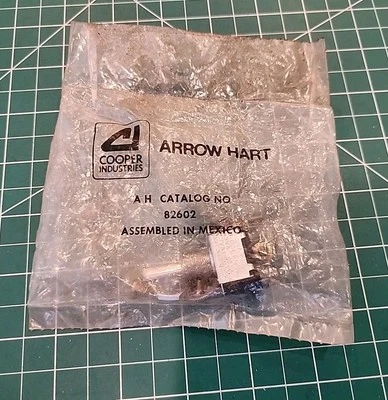 COOPER
INDUSTRIES
ARROW HART
A H CATALOG NO
82602
ASSEMBLED IN MEXICO